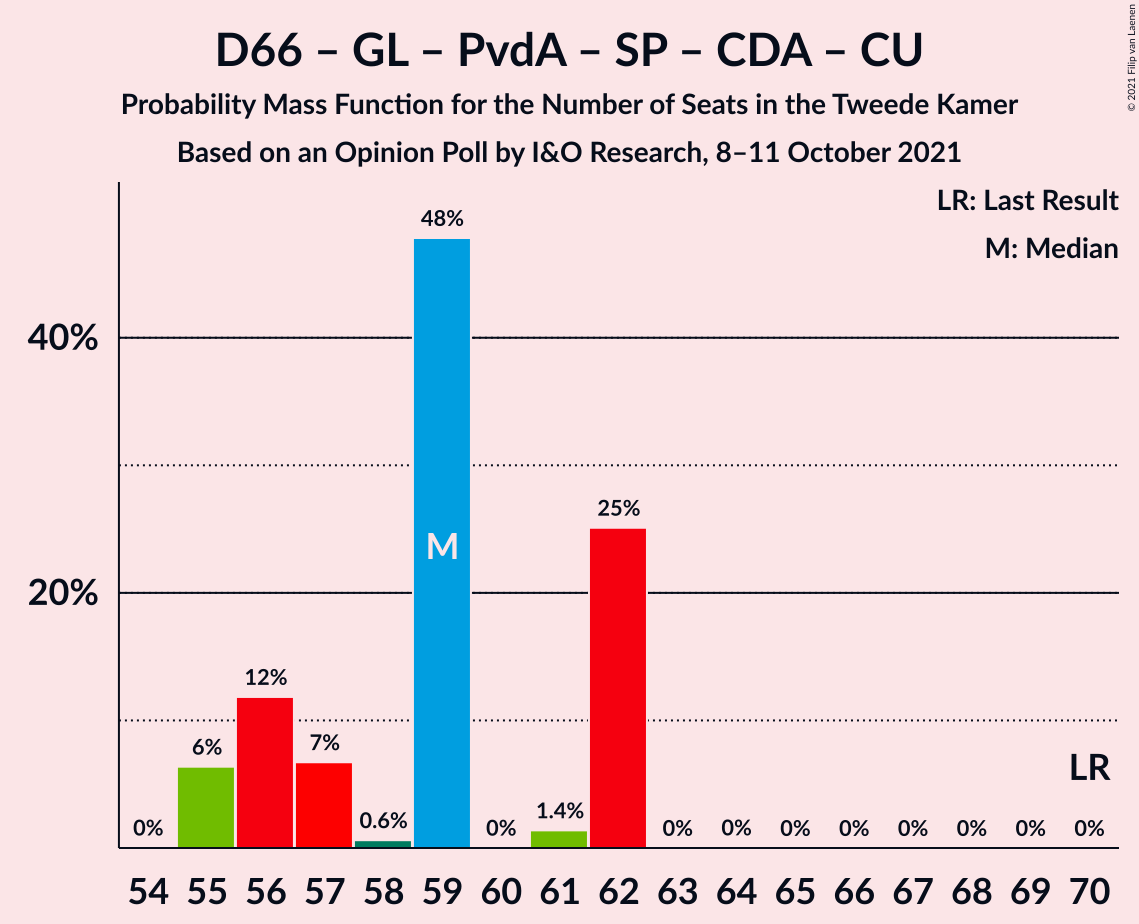 D66 – GL – PvdA – SP – CDA – CU
Probability Mass Function for the Number of Seats in the Tweede Kamer
Based on an Opinion Poll by I&O Research, 8–11 October 2021
© 2021 Filip van Laenen
LR: Last Result
M: Median
40%
20%
0% 6% 12% 7% 0.6% 48% 0% 1.4% 25% 0% 0% 0% 0% 0% 0% 0% 0%
M
LR
54 55 56 57 58 59 60 61 62 63 64 65 66 67 68 69 70